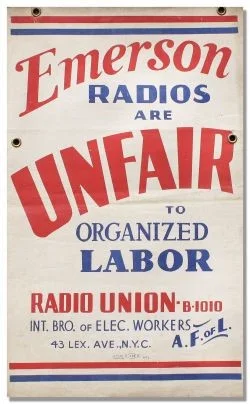 Emerson
RADIOS
ARE
UNFAIR
TO
ORGANIZED
LABOR
RADIO UNION·B·1010
INT. BRO. OF ELEC. WORKERS
43 LEX. AVE., N.Y.C. A.F. of L.